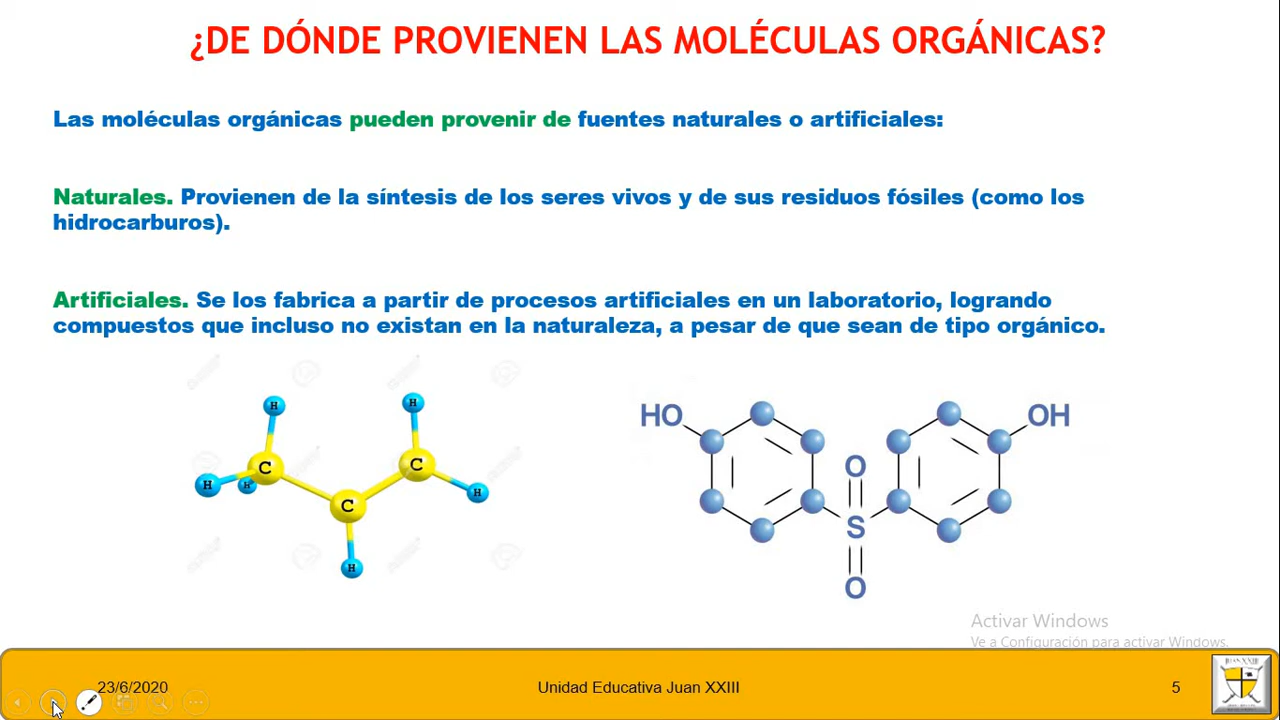 ¿DE DÓNDE PROVIENEN LAS MOLÉCULAS ORGÁNICAS?
Las moléculas orgánicas pueden provenir de fuentes naturales o artificiales:
Naturales. Provienen de la síntesis de los seres vivos y de sus residuos fósiles (como los
hidrocarburos).
Artificiales. Se los fabrica a partir de procesos artificiales en un laboratorio, logrando
compuestos que incluso no existan en la naturaleza, a pesar de que sean de tipo orgánico.
H
H
C
C
H
H
H
C
H
HO
OH
O
S
O
Activar Windows
Ve a Configuración para activar Windows.
23/6/2020
Unidad Educativa Juan XXIII
5
JUAN XXIII